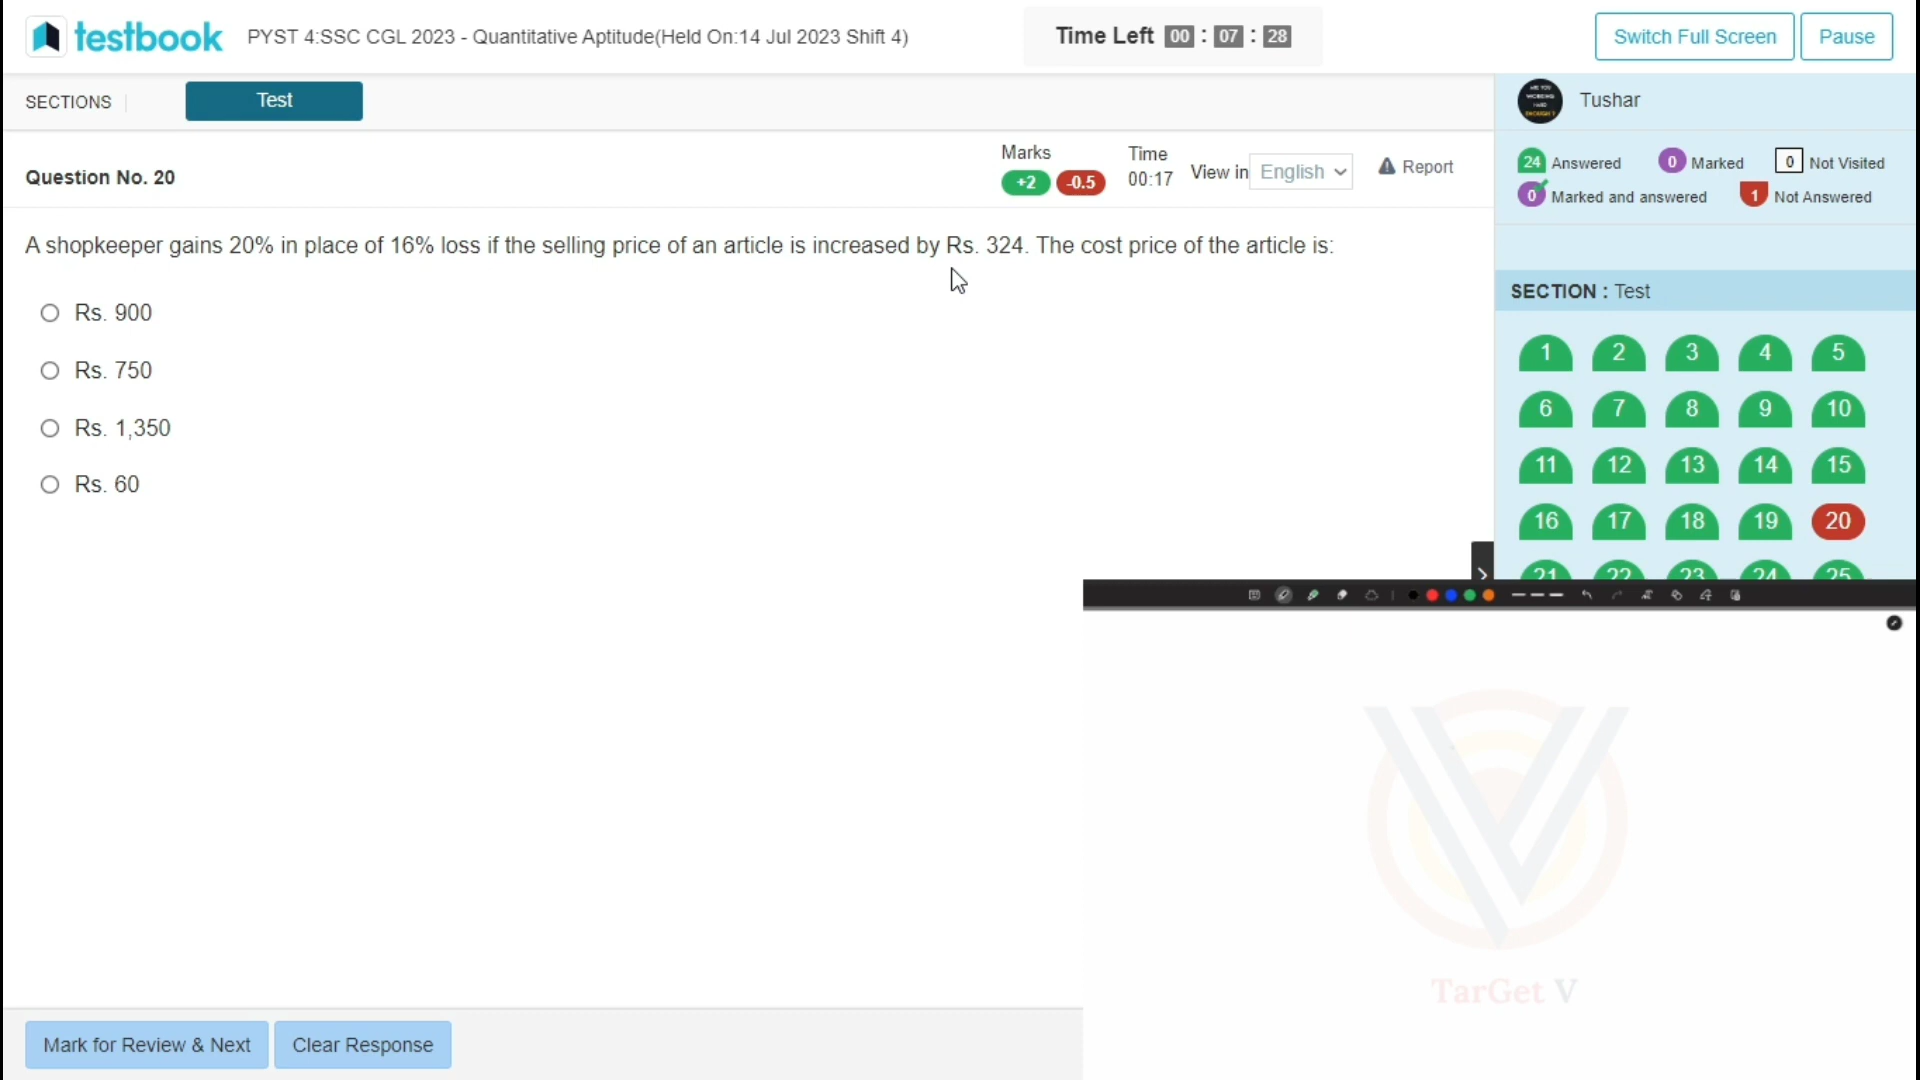 testbook
PYST 4:SSC CGL 2023 - Quantitative Aptitude(Held On:14 Jul 2023 Shift 4)
Time Left 00 : 07 : 28
Switch Full Screen
Pause
SECTIONS
Test
Tushar
Question No. 20
Marks
+2 -0.5
Time
00:17
View in English
Report
24 Answered
0 Marked
0 Not Visited
0 Marked and answered
1 Not Answered
A shopkeeper gains 20% in place of 16% loss if the selling price of an article is increased by Rs. 324. The cost price of the article is:
Rs. 900
Rs. 750
Rs. 1,350
Rs. 60
SECTION : Test
1 2 3 4 5
6 7 8 9 10
11 12 13 14 15
16 17 18 19 20
21 22 23 24 25
TarGet V
Mark for Review & Next
Clear Response